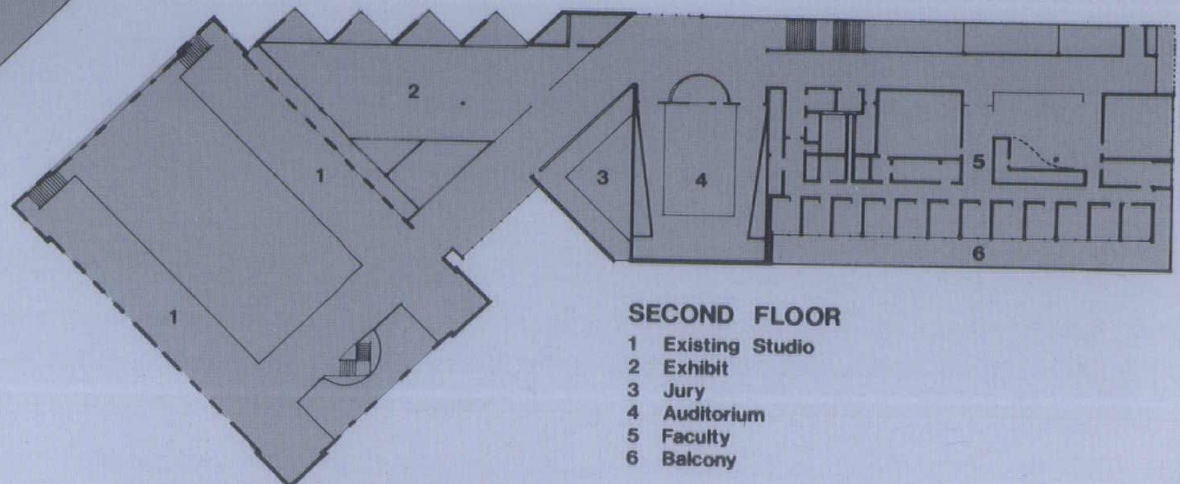 2
1
3
4
5
1
6
SECOND FLOOR
1 Existing Studio
2 Exhibit
3 Jury
4 Auditorium
5 Faculty
6 Balcony